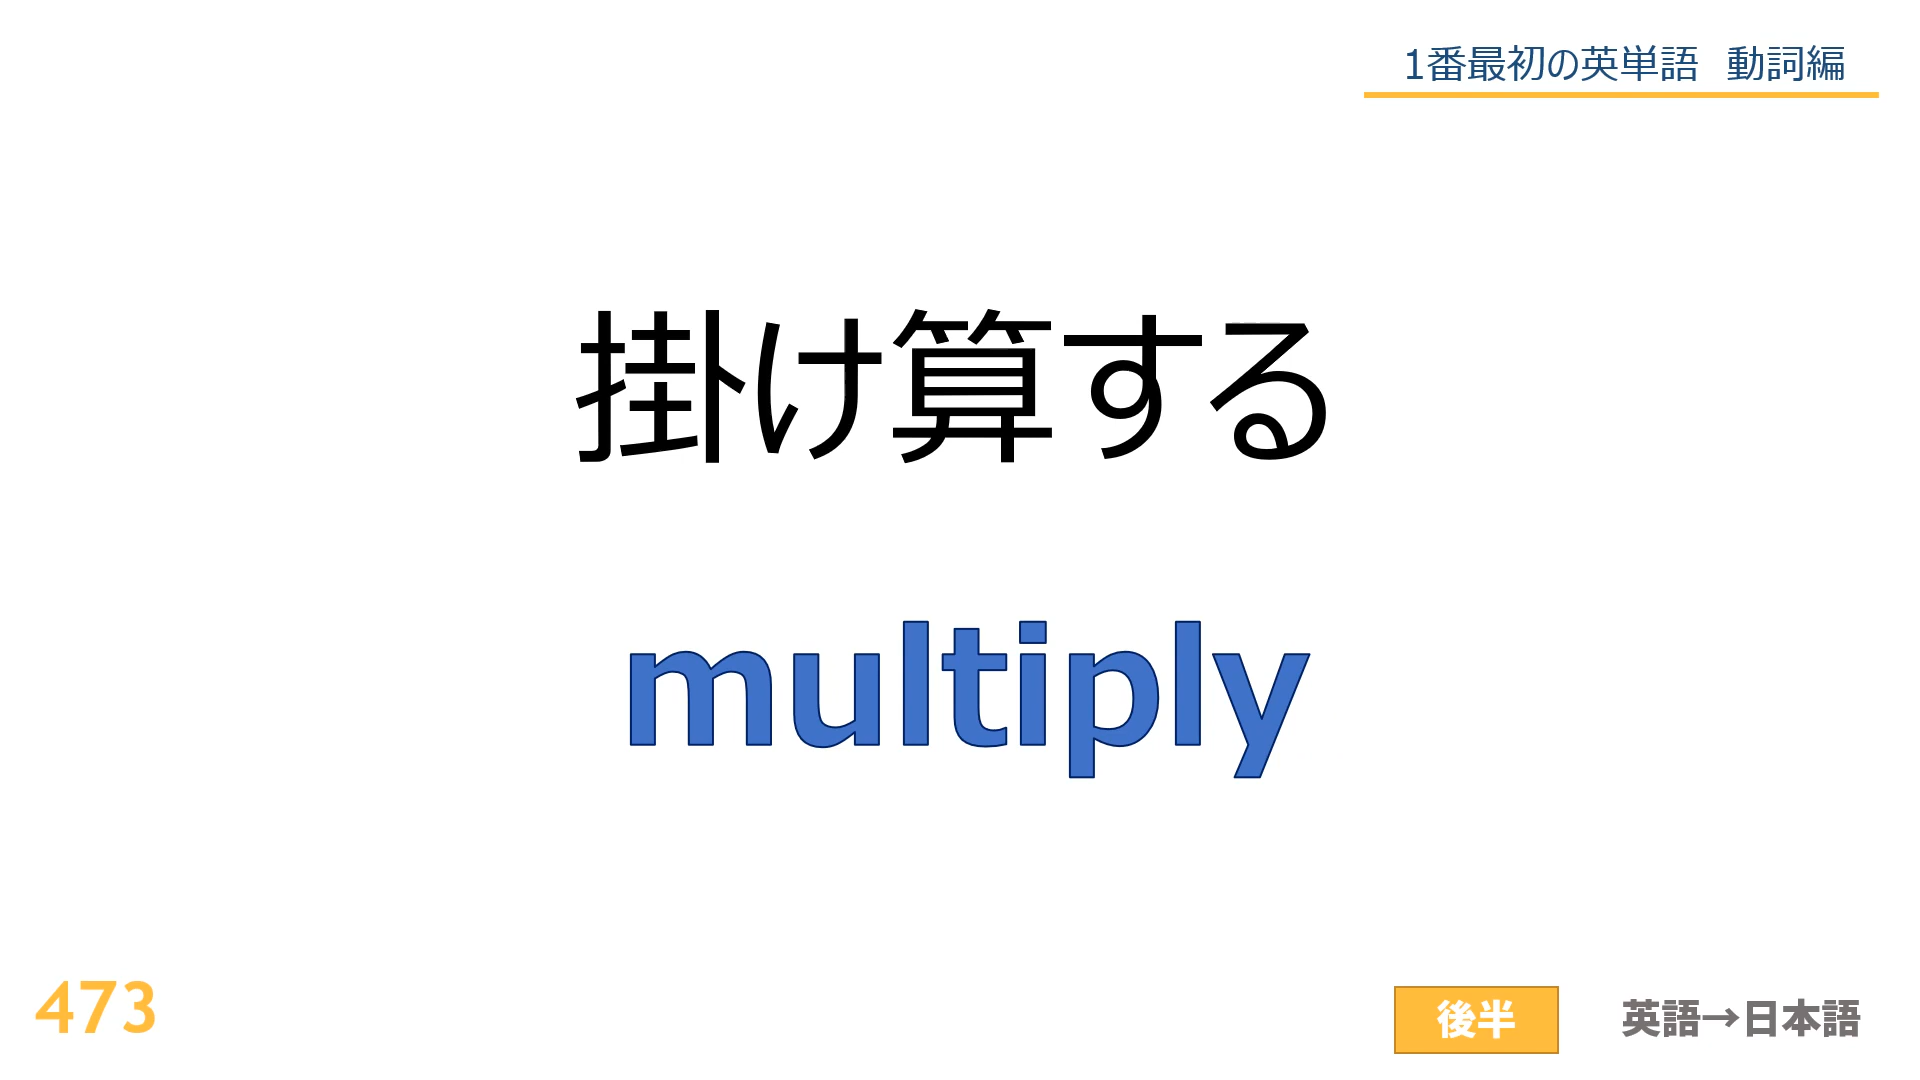 1番最初の英単語　動詞編
掛け算する
multiply
473
後半
英語→日本語